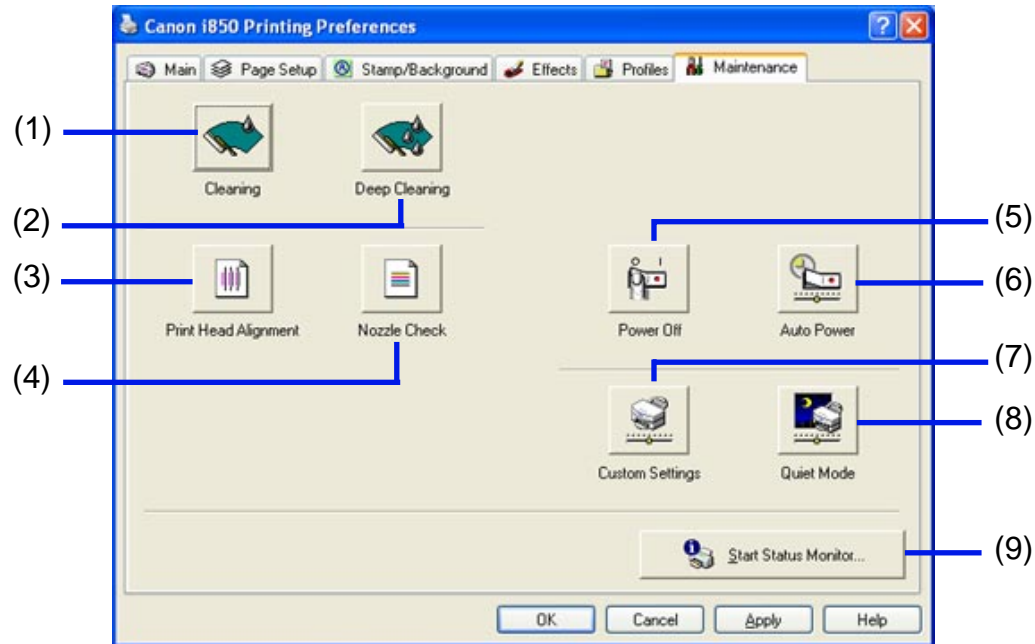 Canon i850 Printing Preferences
Main Page Setup Stamp/Background Effects Profiles Maintenance
(1)
Cleaning Deep Cleaning
(2)
(5)
(3)
(6)
Print Head Alignment Nozzle Check Power Off Auto Power
(7)
(4)
(8)
Custom Settings Quiet Mode
Start Status Monitor...
(9)
OK Cancel Apply Help